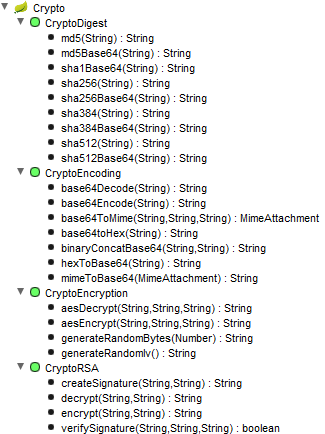 Crypto
CryptoDigest
md5(String) : String
md5Base64(String) : String
sha1Base64(String) : String
sha256(String) : String
sha256Base64(String) : String
sha384(String) : String
sha384Base64(String) : String
sha512(String) : String
sha512Base64(String) : String
CryptoEncoding
base64Decode(String) : String
base64Encode(String) : String
base64ToMime(String,String,String) : MimeAttachment
base64toHex(String) : String
binaryConcatBase64(String,String) : String
hexToBase64(String) : String
mimeToBase64(MimeAttachment) : String
CryptoEncryption
aesDecrypt(String,String,String) : String
aesEncrypt(String,String,String) : String
generateRandomBytes(Number) : String
generateRandomIv() : String
CryptoRSA
createSignature(String,String) : String
decrypt(String,String) : String
encrypt(String,String) : String
verifySignature(String,String,String) : boolean